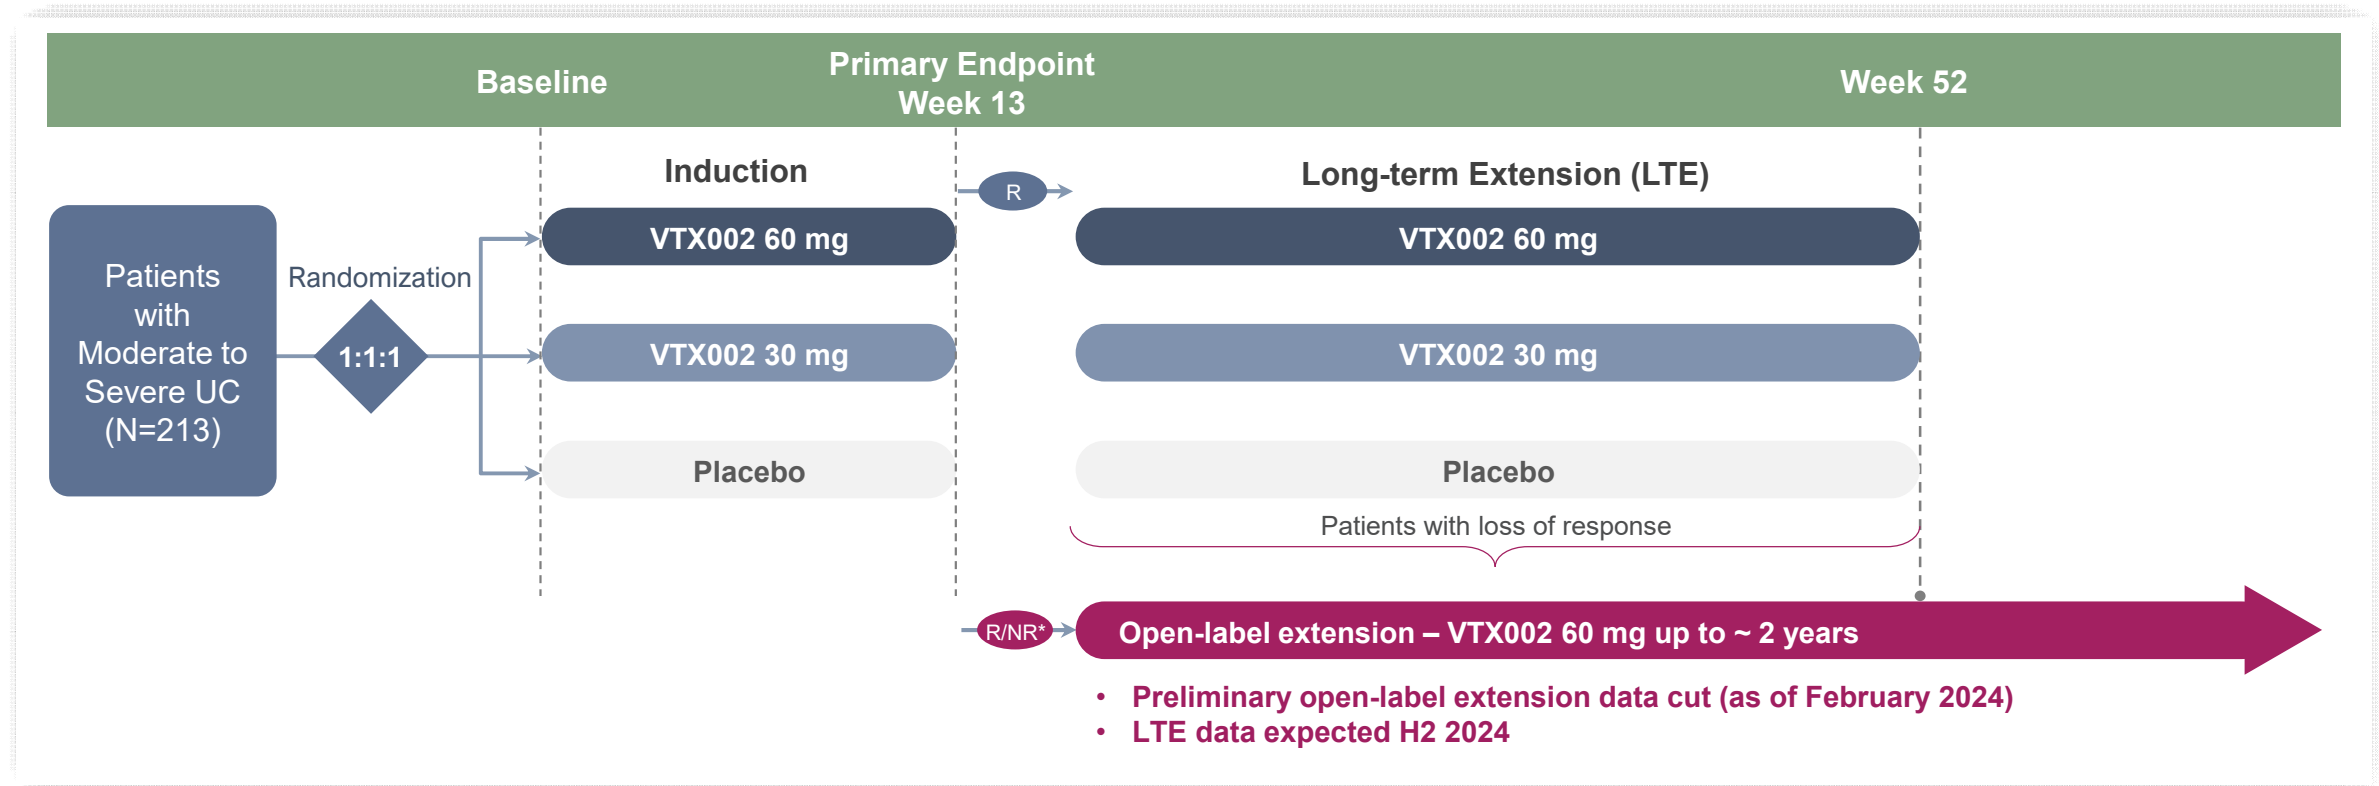 Baseline
Primary Endpoint
Week 13
Week 52
Induction
R
Long-term Extension (LTE)
Patients
with
Moderate to
Severe UC
(N=213)
Randomization
1:1:1
VTX002 60 mg
VTX002 60 mg
VTX002 30 mg
VTX002 30 mg
Placebo
Placebo
Patients with loss of response
R/NR*
Open-label extension – VTX002 60 mg up to ~ 2 years
• Preliminary open-label extension data cut (as of February 2024)
• LTE data expected H2 2024